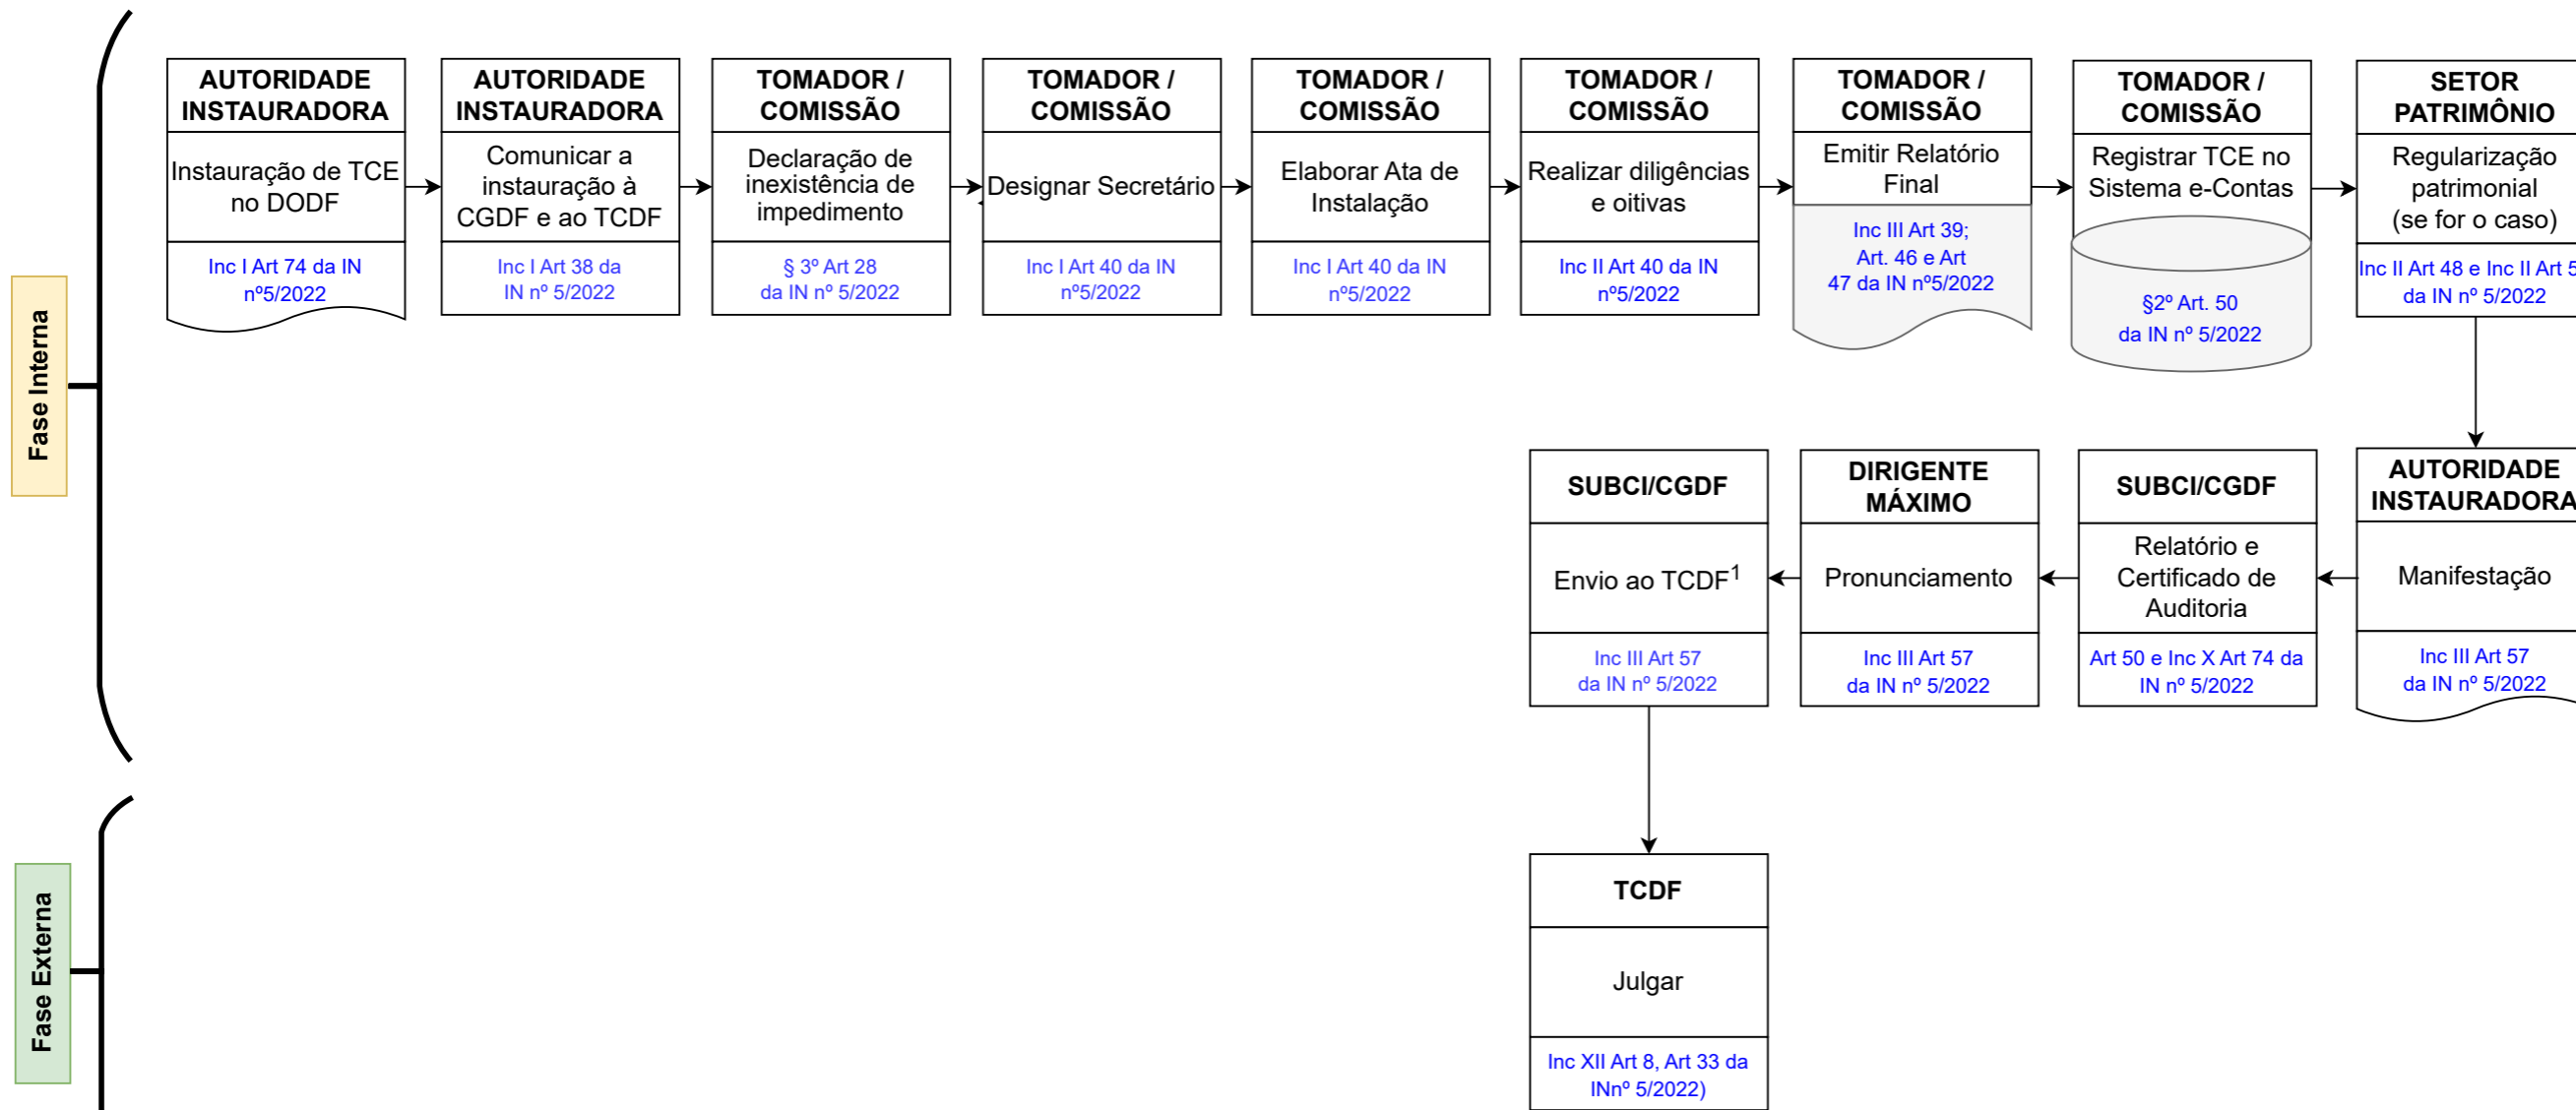 AUTORIDADE
INSTAURADORA
Instauração de TCE
no DODF
Inc I Art 74 da IN
nº5/2022
AUTORIDADE
INSTAURADORA
Comunicar a
instauração à
CGDF e ao TCDF
Inc I Art 38 da
IN nº 5/2022
TOMADOR /
COMISSÃO
Declaração de
inexistência de
impedimento
§ 3º Art 28
da IN nº 5/2022
TOMADOR /
COMISSÃO
Designar Secretário
Inc I Art 40 da IN
nº5/2022
TOMADOR /
COMISSÃO
Elaborar Ata de
Instalação
Inc I Art 40 da IN
nº5/2022
TOMADOR /
COMISSÃO
Realizar diligências
e oitivas
Inc II Art 40 da IN
nº5/2022
TOMADOR /
COMISSÃO
Emitir Relatório
Final
Inc III Art 39;
Art. 46 e Art
47 da IN nº5/2022
TOMADOR /
COMISSÃO
Registrar TCE no
Sistema e-Contas
§2º Art. 50
da IN nº 5/2022
SETOR
PATRIMÔNIO
Regularização
patrimonial
(se for o caso)
Inc II Art 48 e Inc II Art
da IN nº 5/2022
Fase Interna
SUBCI/CGDF
Envio ao TCDF¹
Inc III Art 57
da IN nº 5/2022
DIRIGENTE
MÁXIMO
Pronunciamento
Inc III Art 57
da IN nº 5/2022
SUBCI/CGDF
Relatório e
Certificado de
Auditoria
Art 50 e Inc X Art 74 da
IN nº 5/2022
AUTORIDADE
INSTAURADORA
Manifestação
Inc III Art 57
da IN nº 5/2022
Fase Externa
TCDF
Julgar
Inc XII Art 8, Art 33 da
INnº 5/2022)